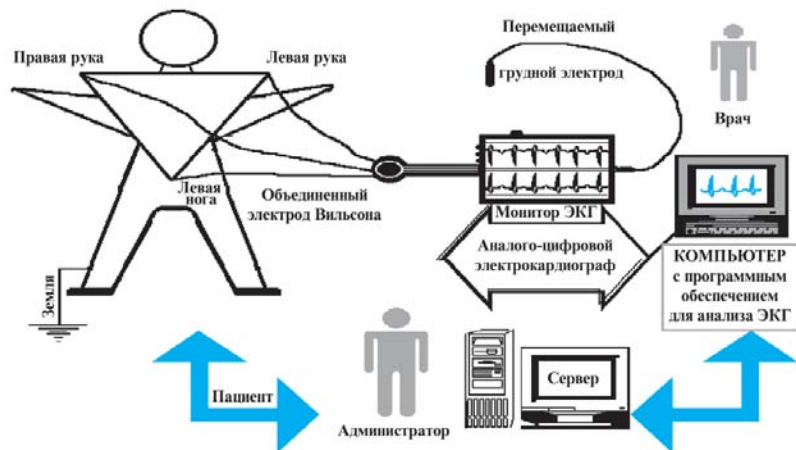 Перемещаемый
Правая рука
Левая рука
грудной электрод
Врач
Левая
нога
Объединенный
электрод Вильсона
Монитор ЭКГ
Аналого-цифровой
электрокардиограф
КОМПЬЮТЕР
с программным
обеспечением
для анализа ЭКГ
Земля
Пациент
Сервер
Администратор